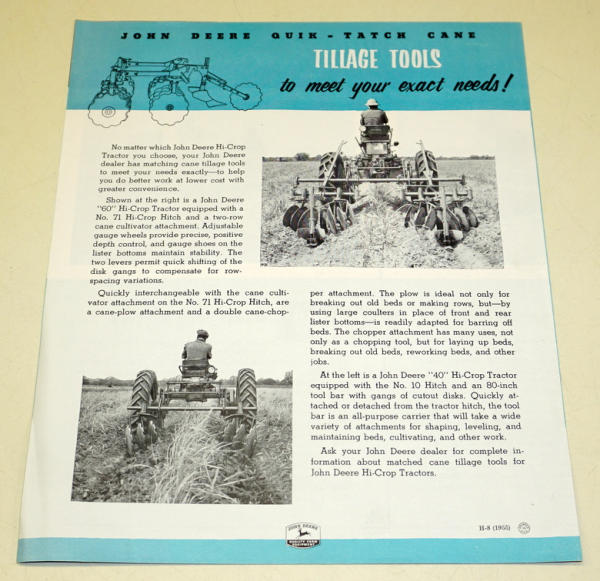 JOHN DEERE QUIK-TATCH CANE
TILLAGE TOOLS
to meet your exact needs!
No matter which John Deere Hi-Crop
Tractor you choose, your John Deere
dealer has matching cane tillage tools
to meet your needs exactly—to help
you do better work at lower cost with
greater convenience.
Shown at the right is a John Deere
"60" Hi-Crop Tractor equipped with a
No. 71 Hi-Crop Hitch and a two-row
cane cultivator attachment. Adjustable
gauge wheels provide precise, positive
depth control, and gauge shoes on the
lister bottoms maintain stability. The
two levers permit quick shifting of the
disk gangs to compensate for row-
spacing variations.
Quickly interchangeable with the cane culti-
vator attachment on the No. 71 Hi-Crop Hitch, are
a cane-plow attachment and a double cane-chop-
per attachment. The plow is ideal not only for
breaking out old beds or making rows, but—by
using large coulters in place of front and rear
lister bottoms—is readily adapted for barring off
beds. The chopper attachment has many uses, not
only as a chopping tool, but for laying up beds,
breaking out old beds, reworking beds, and other
jobs.
At the left is a John Deere "40" Hi-Crop Tractor
equipped with the No. 10 Hitch and an 80-inch
tool bar with gangs of cutout disks. Quickly at-
tached or detached from the tractor hitch, the tool
bar is an all-purpose carrier that will take a wide
variety of attachments for shaping, leveling, and
maintaining beds, cultivating, and other work.
Ask your John Deere dealer for complete in-
formation about matched cane tillage tools for
John Deere Hi-Crop Tractors.
JOHN DEERE
QUALITY FARM
EQUIPMENT
H-8 (1955)